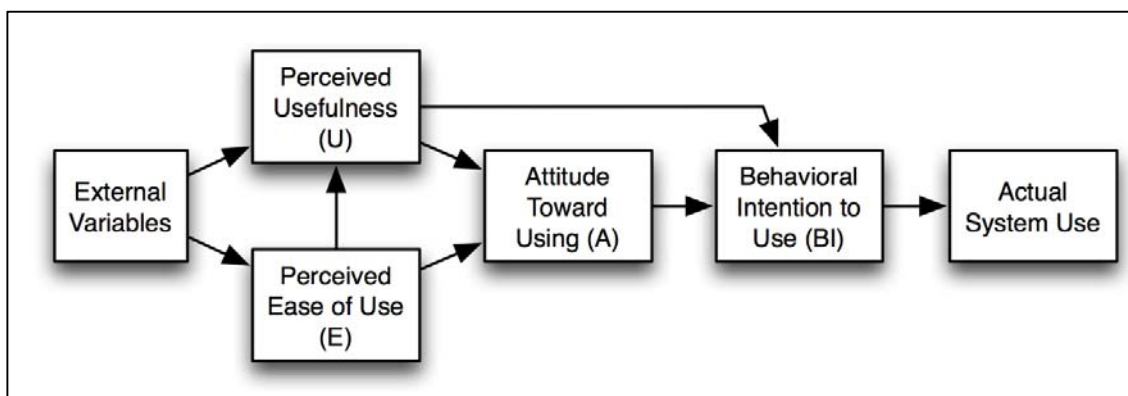 External
Variables
Perceived
Usefulness
(U)
Perceived
Ease of Use
(E)
Attitude
Toward
Using (A)
Behavioral
Intention to
Use (BI)
Actual
System Use